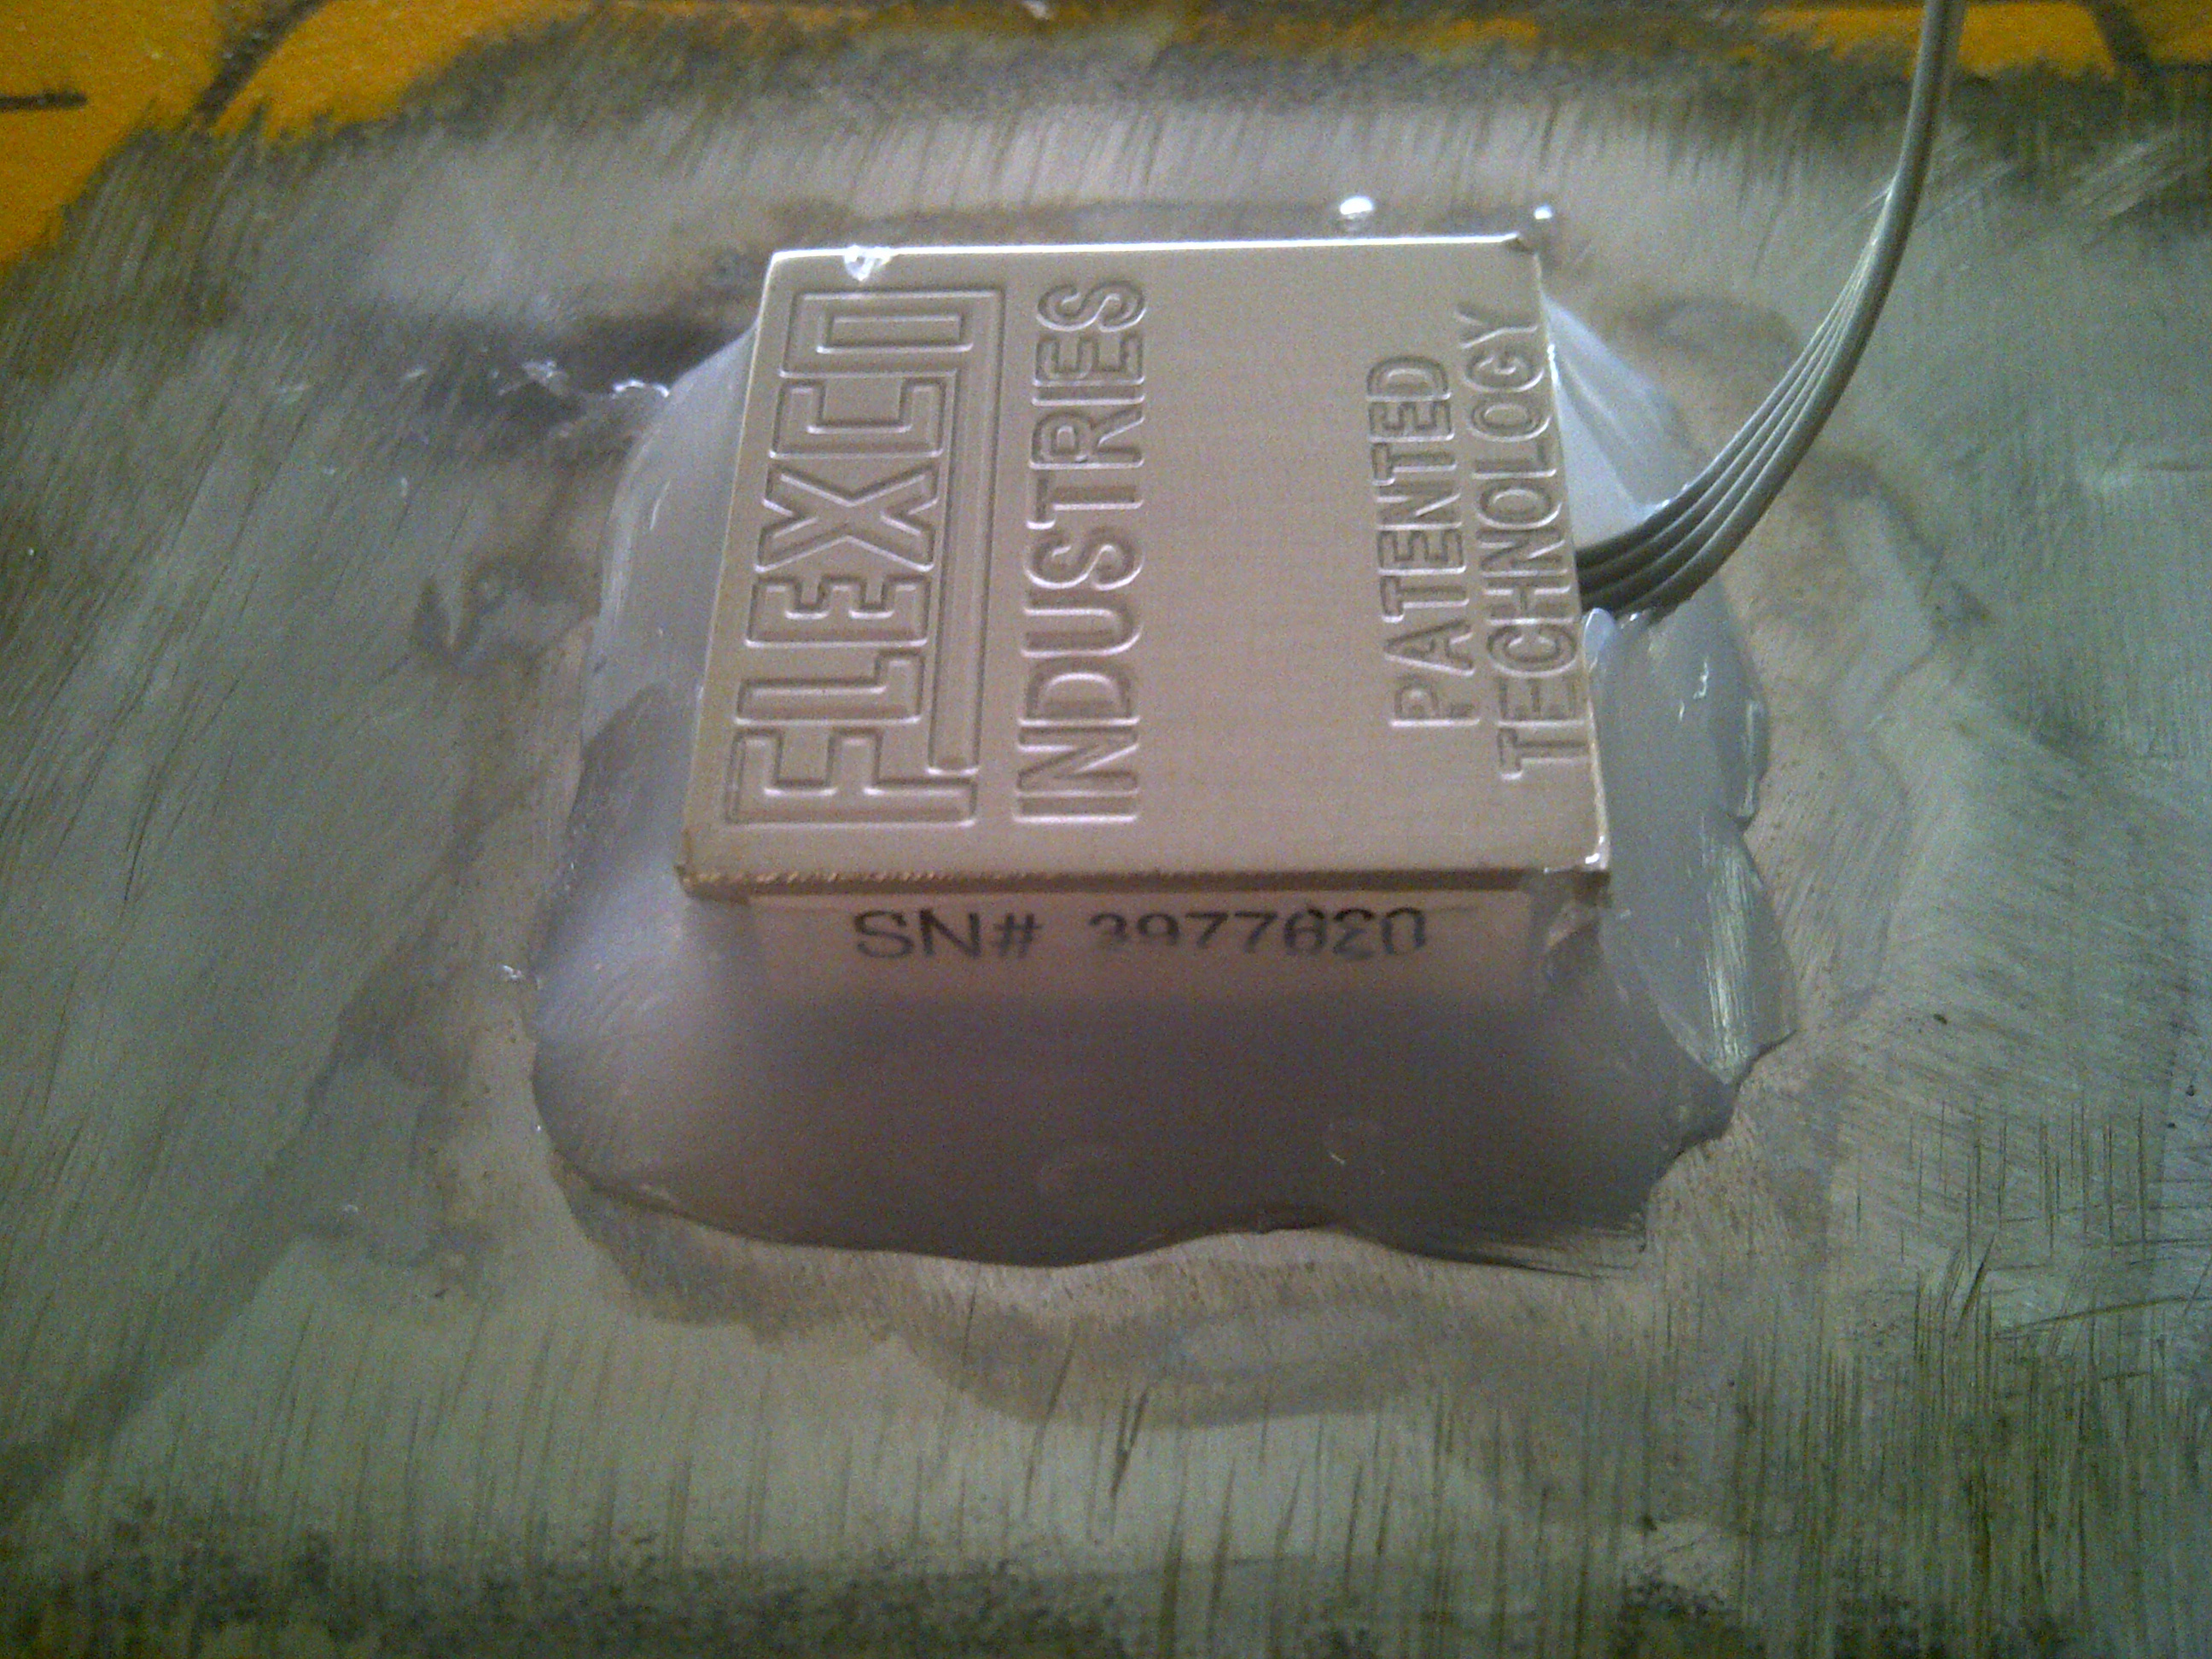 FLEXCO
INDUSTRIES
PATENTED
TECHNOLOGY
SN# 3977620